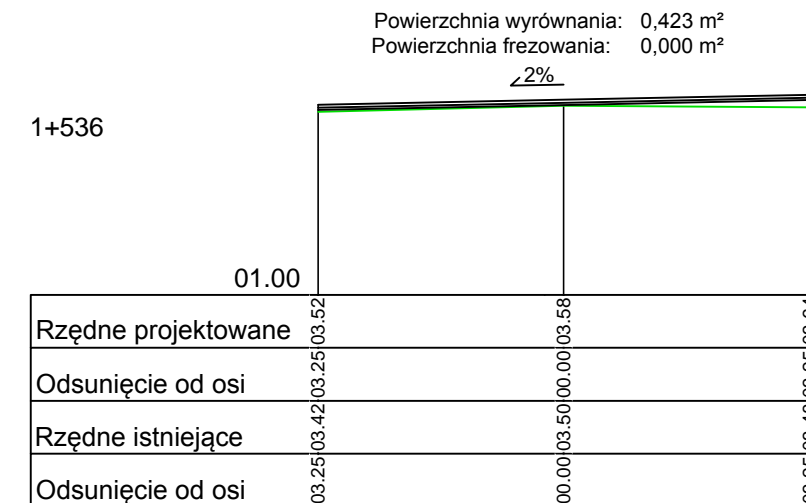 Powierzchnia wyrównania: 0,423 m²
Powierzchnia frezowania: 0,000 m²
2%
1+536
01.00
Rzędne projektowane 03.52 03.58
Odsunięcie od osi 03.25 00.00
Rzędne istniejące 03.42 03.50
Odsunięcie od osi 03.25 00.00